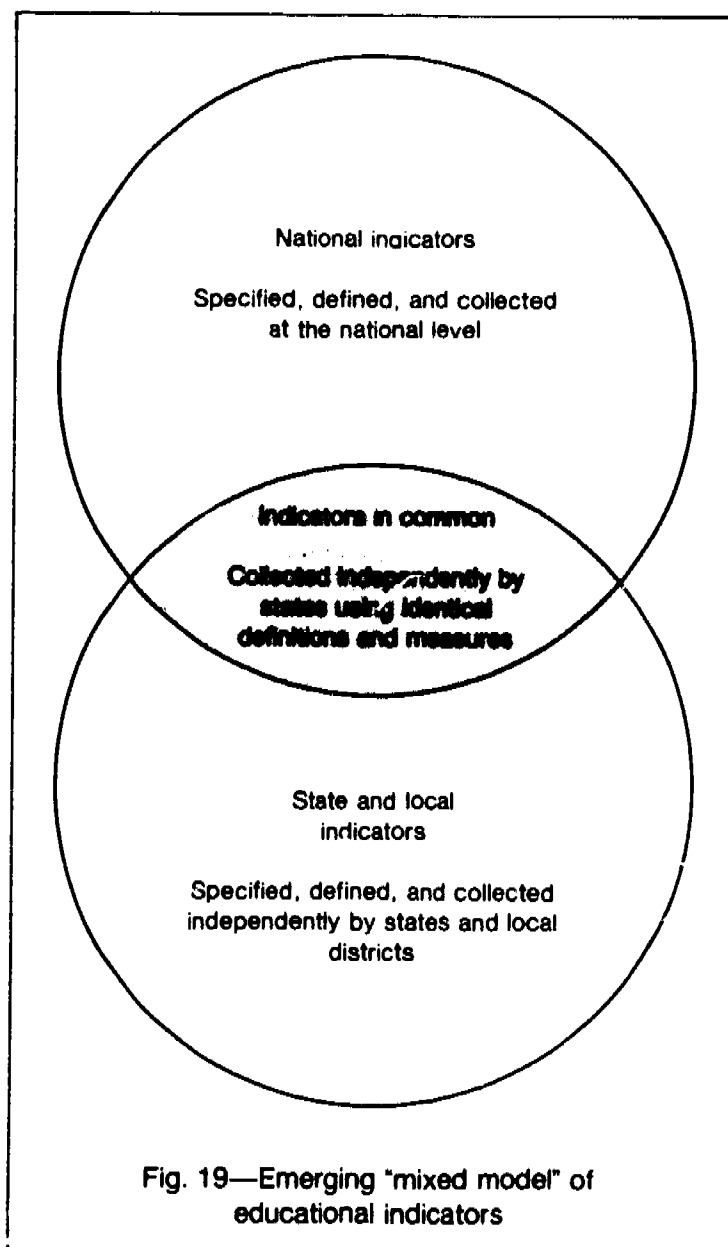 National indicators
Specified, defined, and collected
at the national level
Indicators in common
Collected independently by
states using identical
definitions and measures
State and local
indicators
Specified, defined, and collected
independently by states and local
districts
Fig. 19—Emerging "mixed model" of
educational indicators